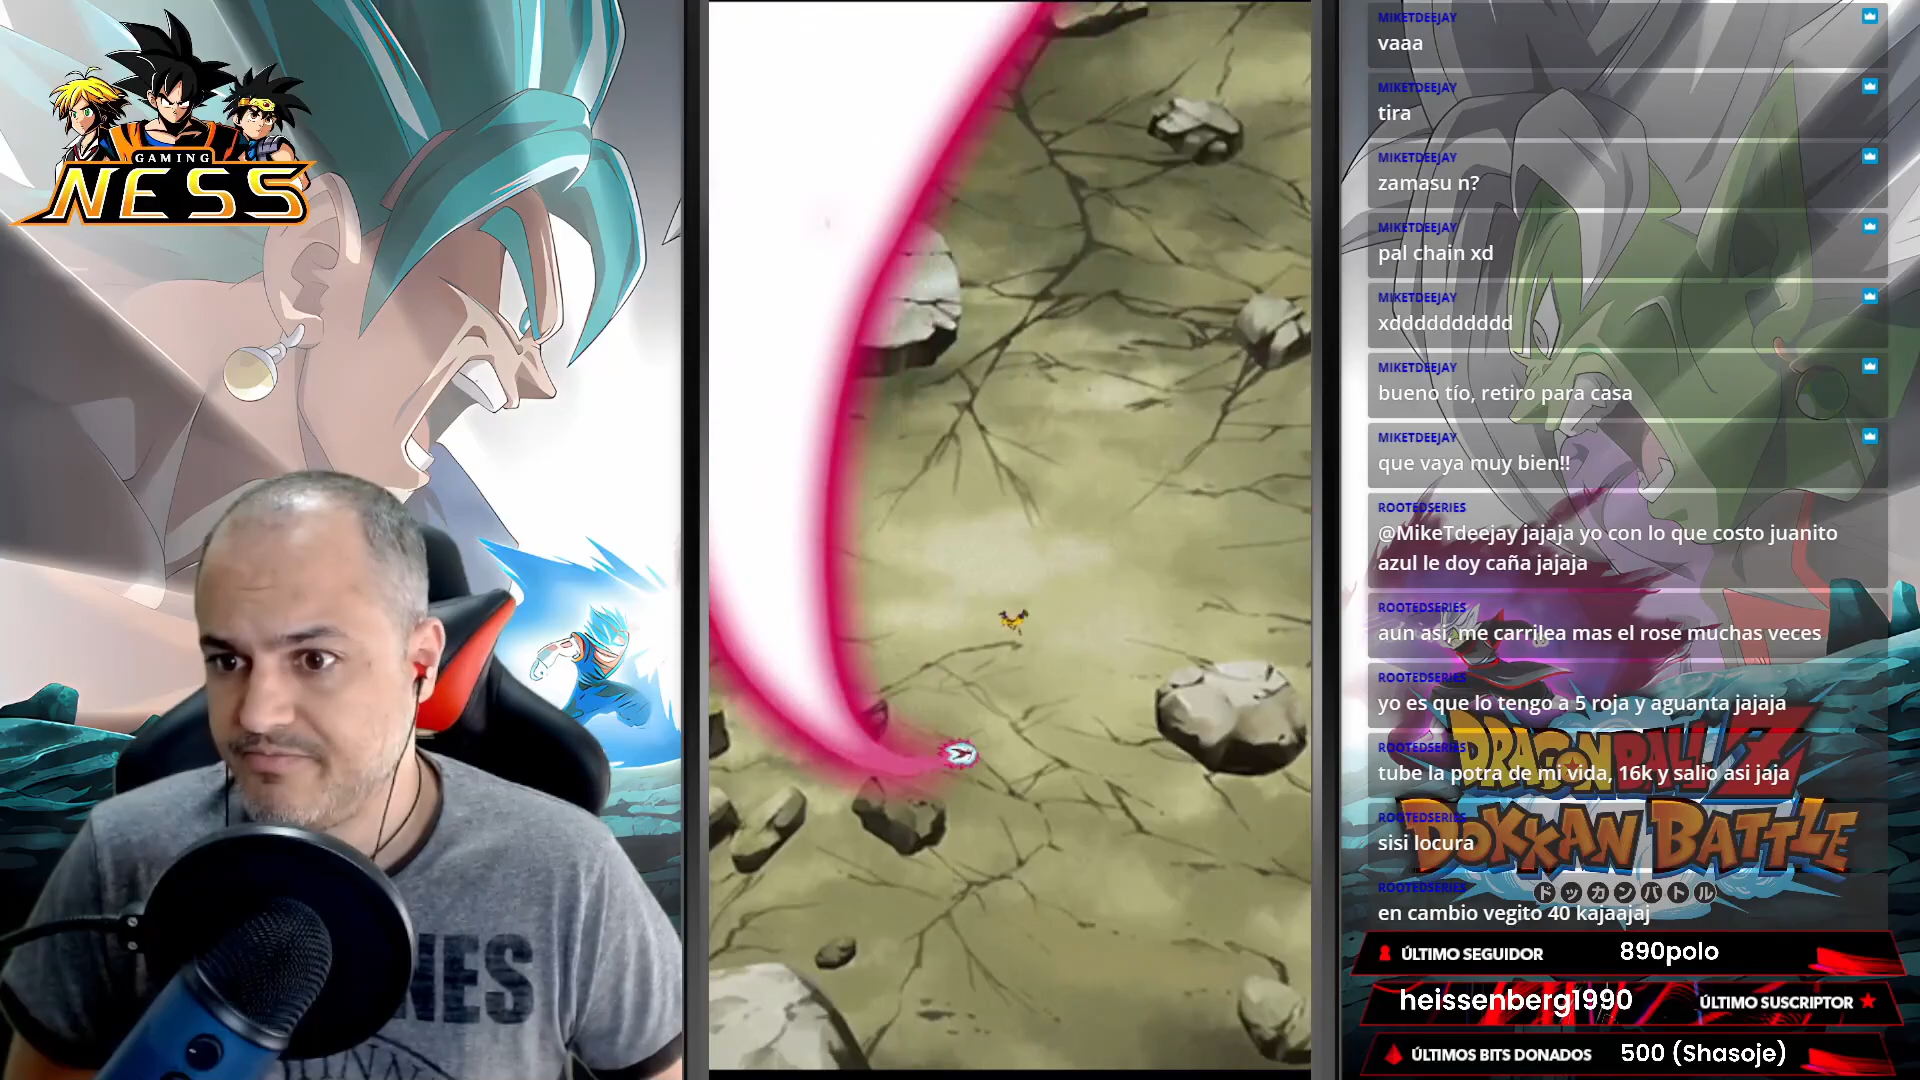 GAMING
NESS
NES
MIKETDEEJAY
vaaa
MIKETDEEJAY
tira
MIKETDEEJAY
zamasu n?
MIKETDEEJAY
pal chain xd
MIKETDEEJAY
xdddddddddd
MIKETDEEJAY
bueno tío, retiro para casa
MIKETDEEJAY
que vaya muy bien!!
ROOTEDSERIES
@MikeTdeejay jajaja yo con lo que costo juanito
azul le doy caña jajaja
ROOTEDSERIES
aun asi, me carrilea mas el rose muchas veces
ROOTEDSERIES
yo es que lo tengo a 5 roja y aguanta jajaja
ROOTEDSERIES
tube la potra de mi vida, 16k y salio asi jaja
ROOTEDSERIES
sisi locura
ROOTEDSERIES
en cambio vegito 40 kajaajaj
DRAGONBALL Z
DOKKAN BATTLE
ドッカンバトル
ÚLTIMO SEGUIDOR 890polo
heissenberg1990 ÚLTIMO SUSCRIPTOR
ÚLTIMOS BITS DONADOS 500 (Shasoje)